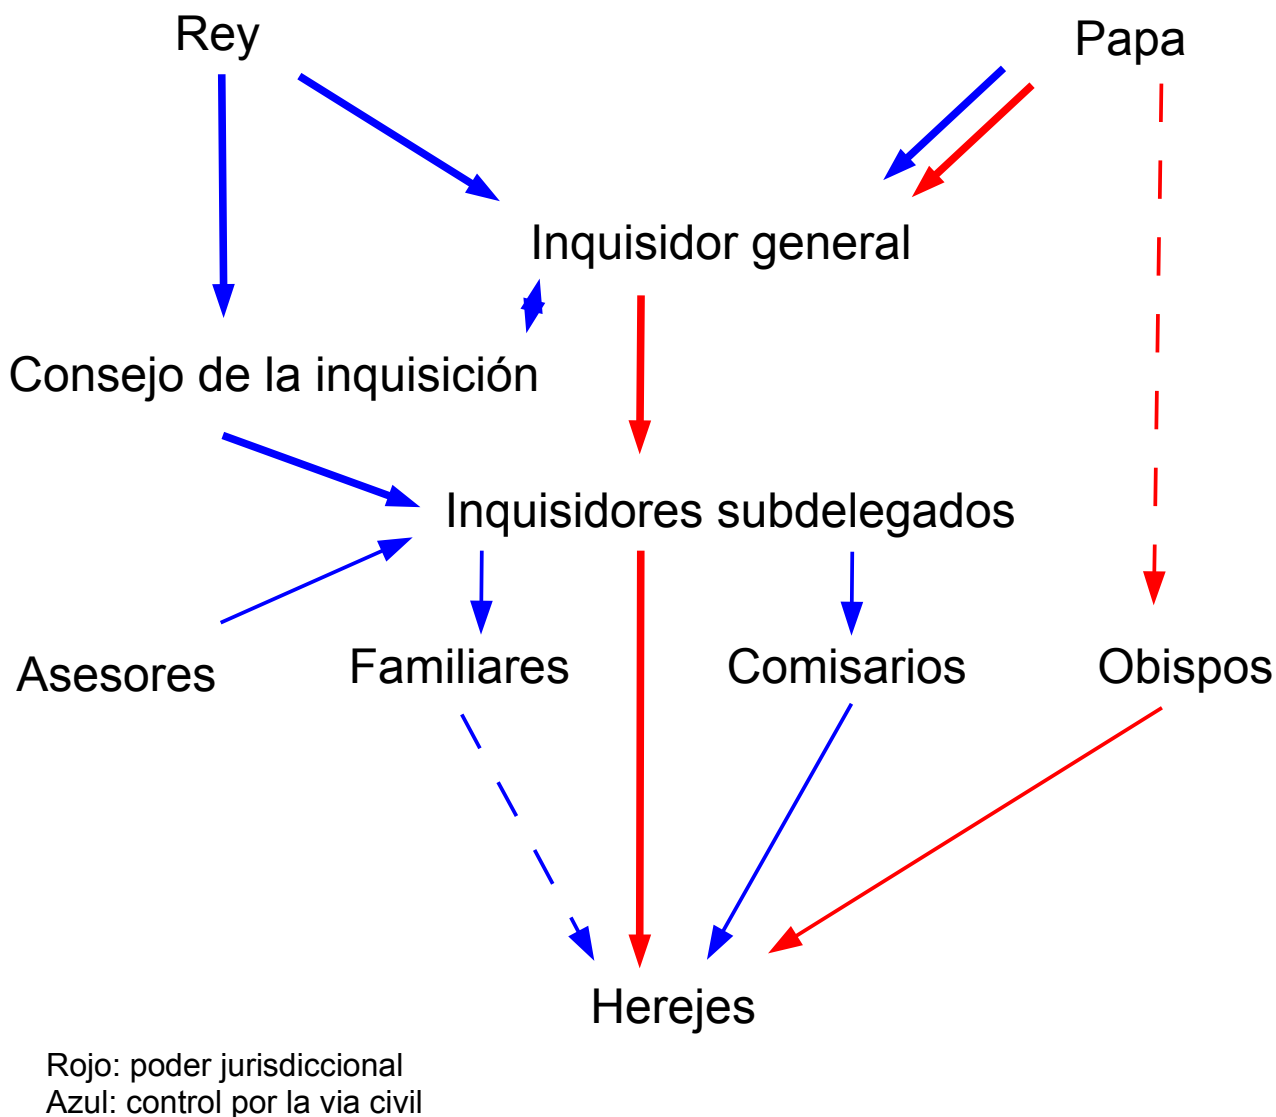 Rey
Papa
Inquisidor general
Consejo de la inquisición
Inquisidores subdelegados
Asesores
Familiares
Comisarios
Obispos
Herejes
Rojo: poder jurisdiccional
Azul: control por la via civil